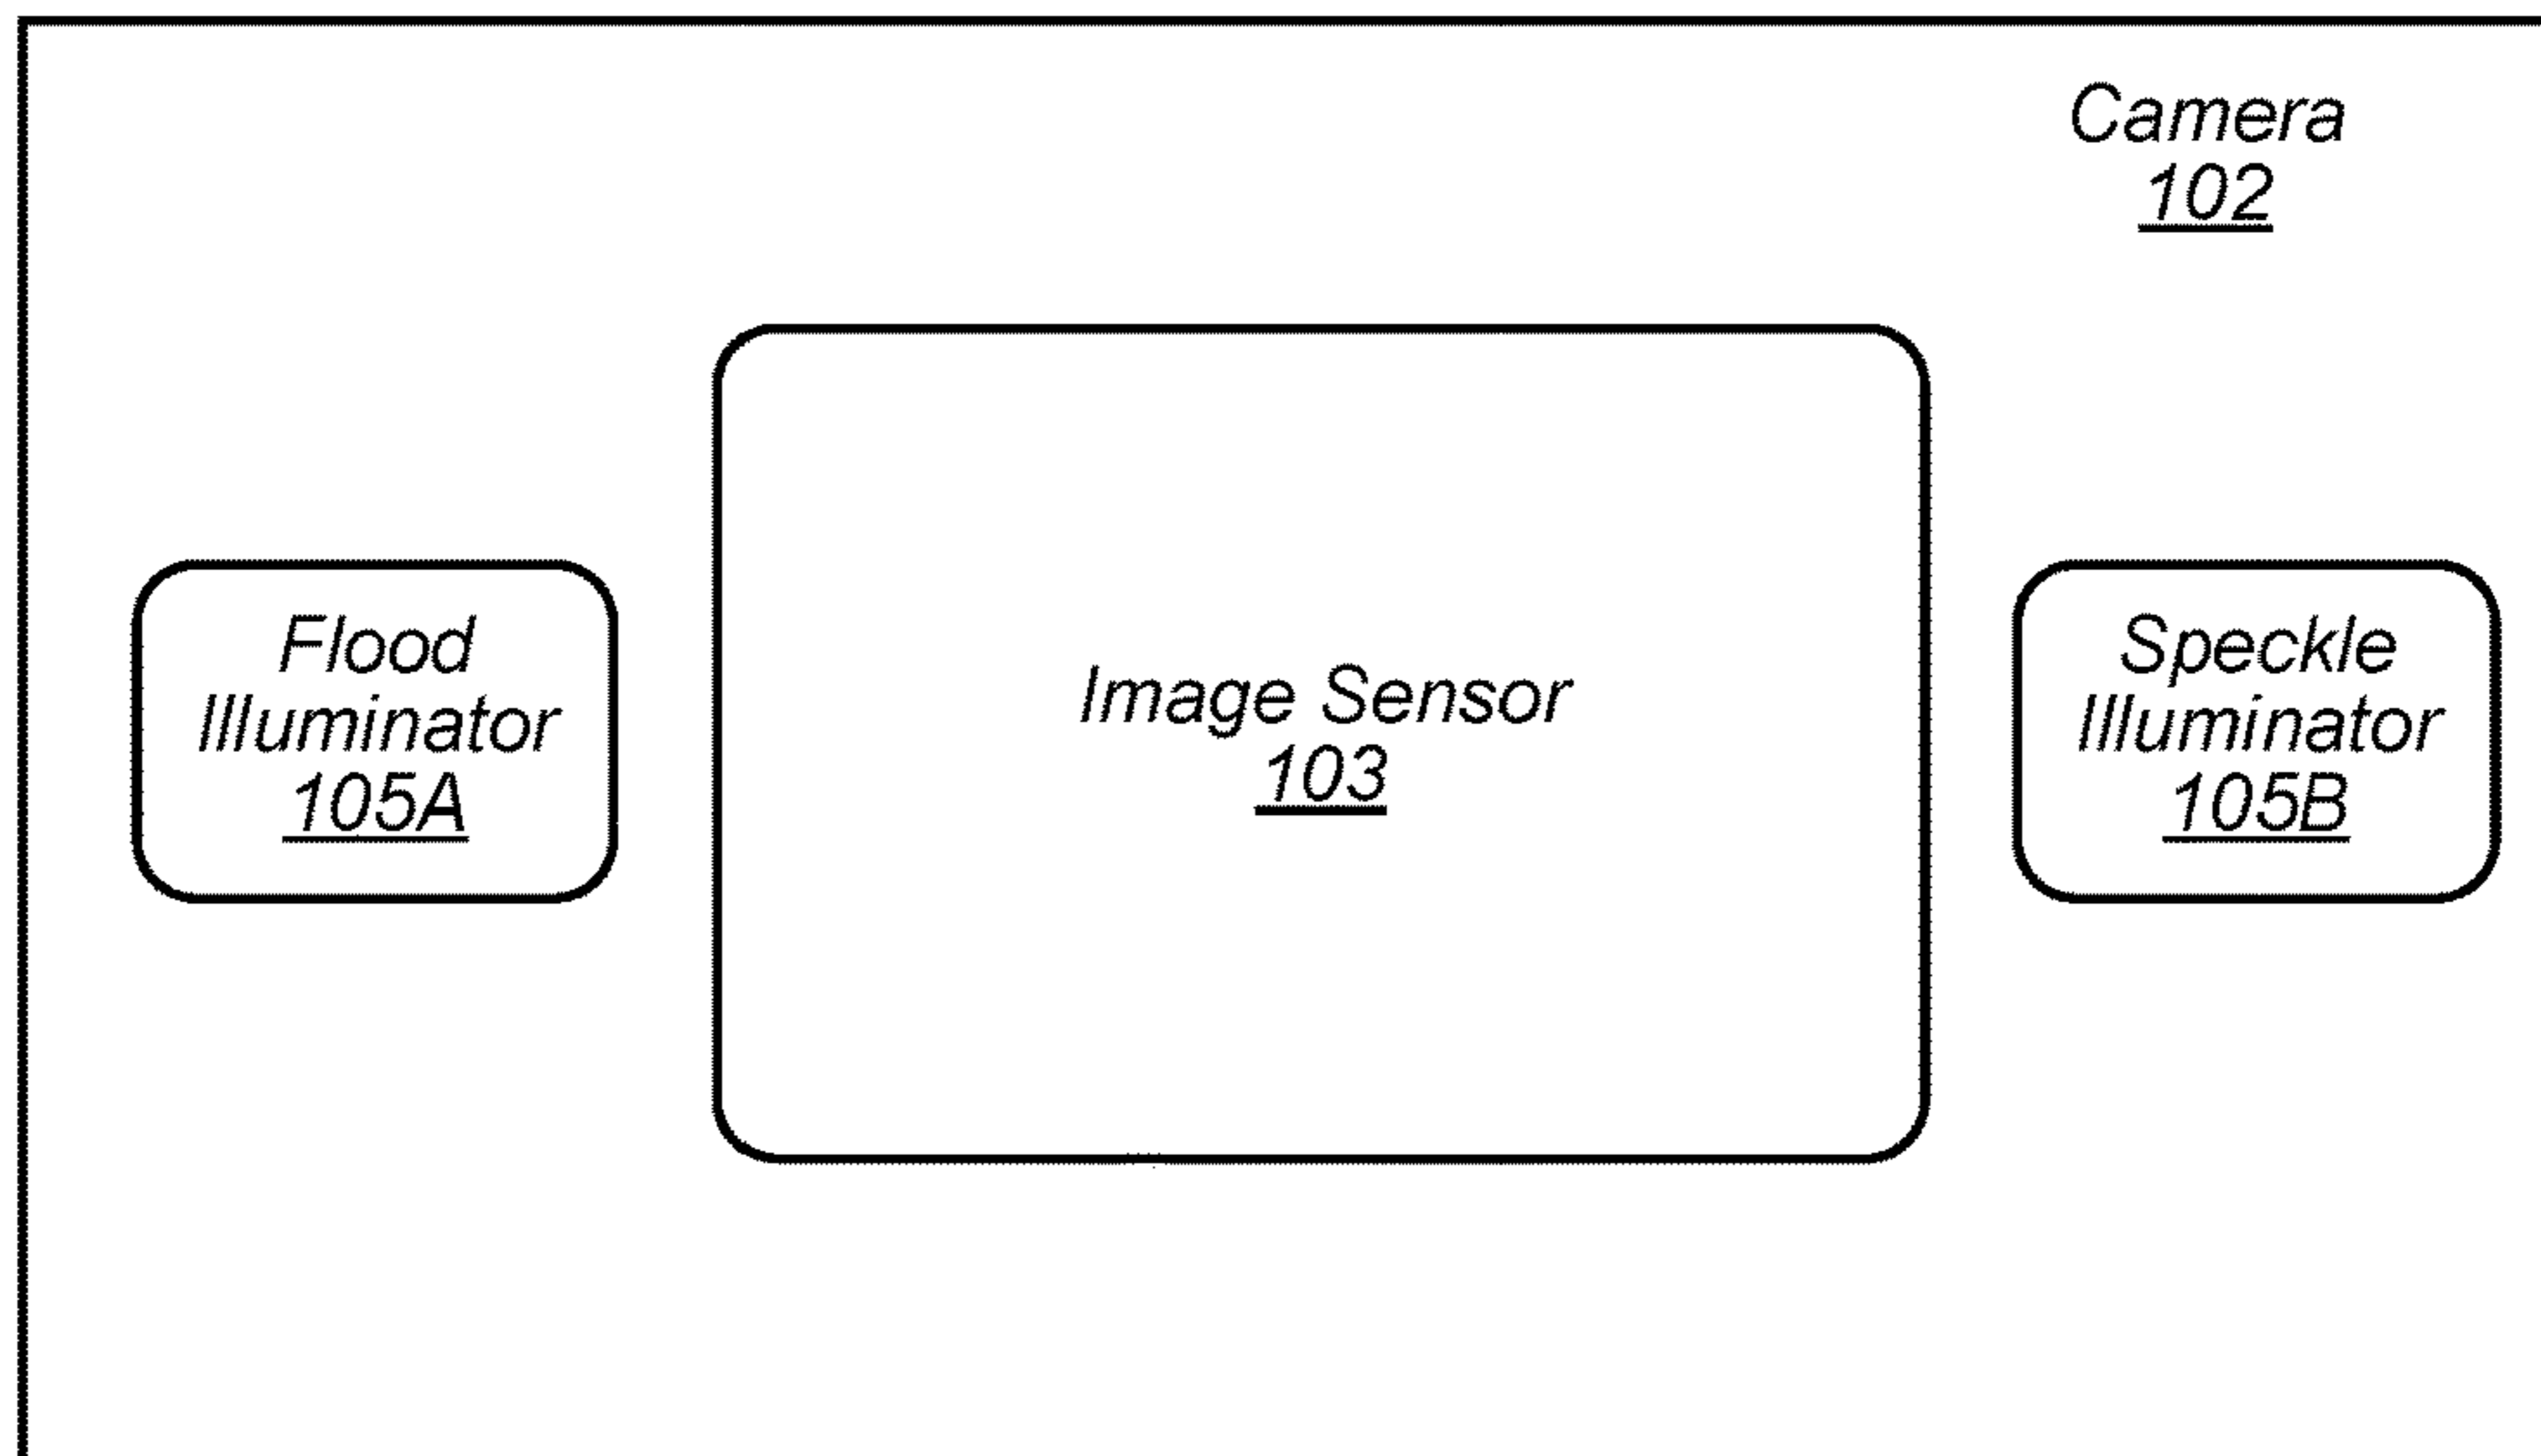 Camera
102
Flood
Illuminator
105A
Image Sensor
103
Speckle
Illuminator
105B